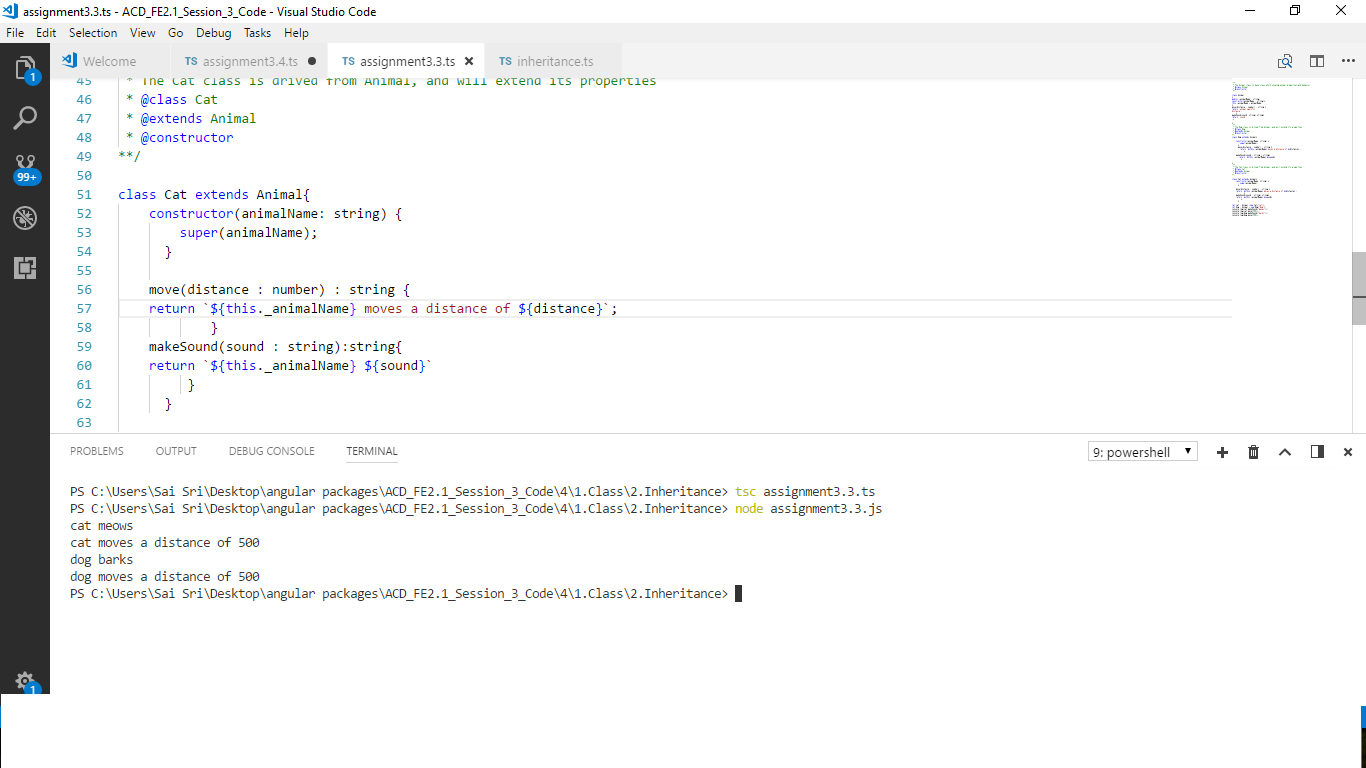 assignment3.3.ts - ACD_FE2.1_Session_3_Code - Visual Studio Code
File Edit Selection View Go Debug Tasks Help
Welcome TS assignment3.4.ts TS assignment3.3.ts TS inheritance.ts
1
99+
1
45 * The Cat class is drived from Animal, and will extend its properties
46 * @class Cat
47 * @extends Animal
48 * @constructor
49 **/
50
51 class Cat extends Animal{
52 constructor(animalName: string) {
53 super(animalName);
54 }
55
56 move(distance : number) : string {
57 return `${this._animalName} moves a distance of ${distance}`;
58 }
59 makeSound(sound : string):string{
60 return `${this._animalName} ${sound}`
61 }
62 }
63
PROBLEMS OUTPUT DEBUG CONSOLE TERMINAL 9: powershell
PS C:\Users\Sai Sri\Desktop\angular packages\ACD_FE2.1_Session_3_Code\4\1.Class\2.Inheritance> tsc assignment3.3.ts
PS C:\Users\Sai Sri\Desktop\angular packages\ACD_FE2.1_Session_3_Code\4\1.Class\2.Inheritance> node assignment3.3.js
cat meows
cat moves a distance of 500
dog barks
dog moves a distance of 500
PS C:\Users\Sai Sri\Desktop\angular packages\ACD_FE2.1_Session_3_Code\4\1.Class\2.Inheritance>